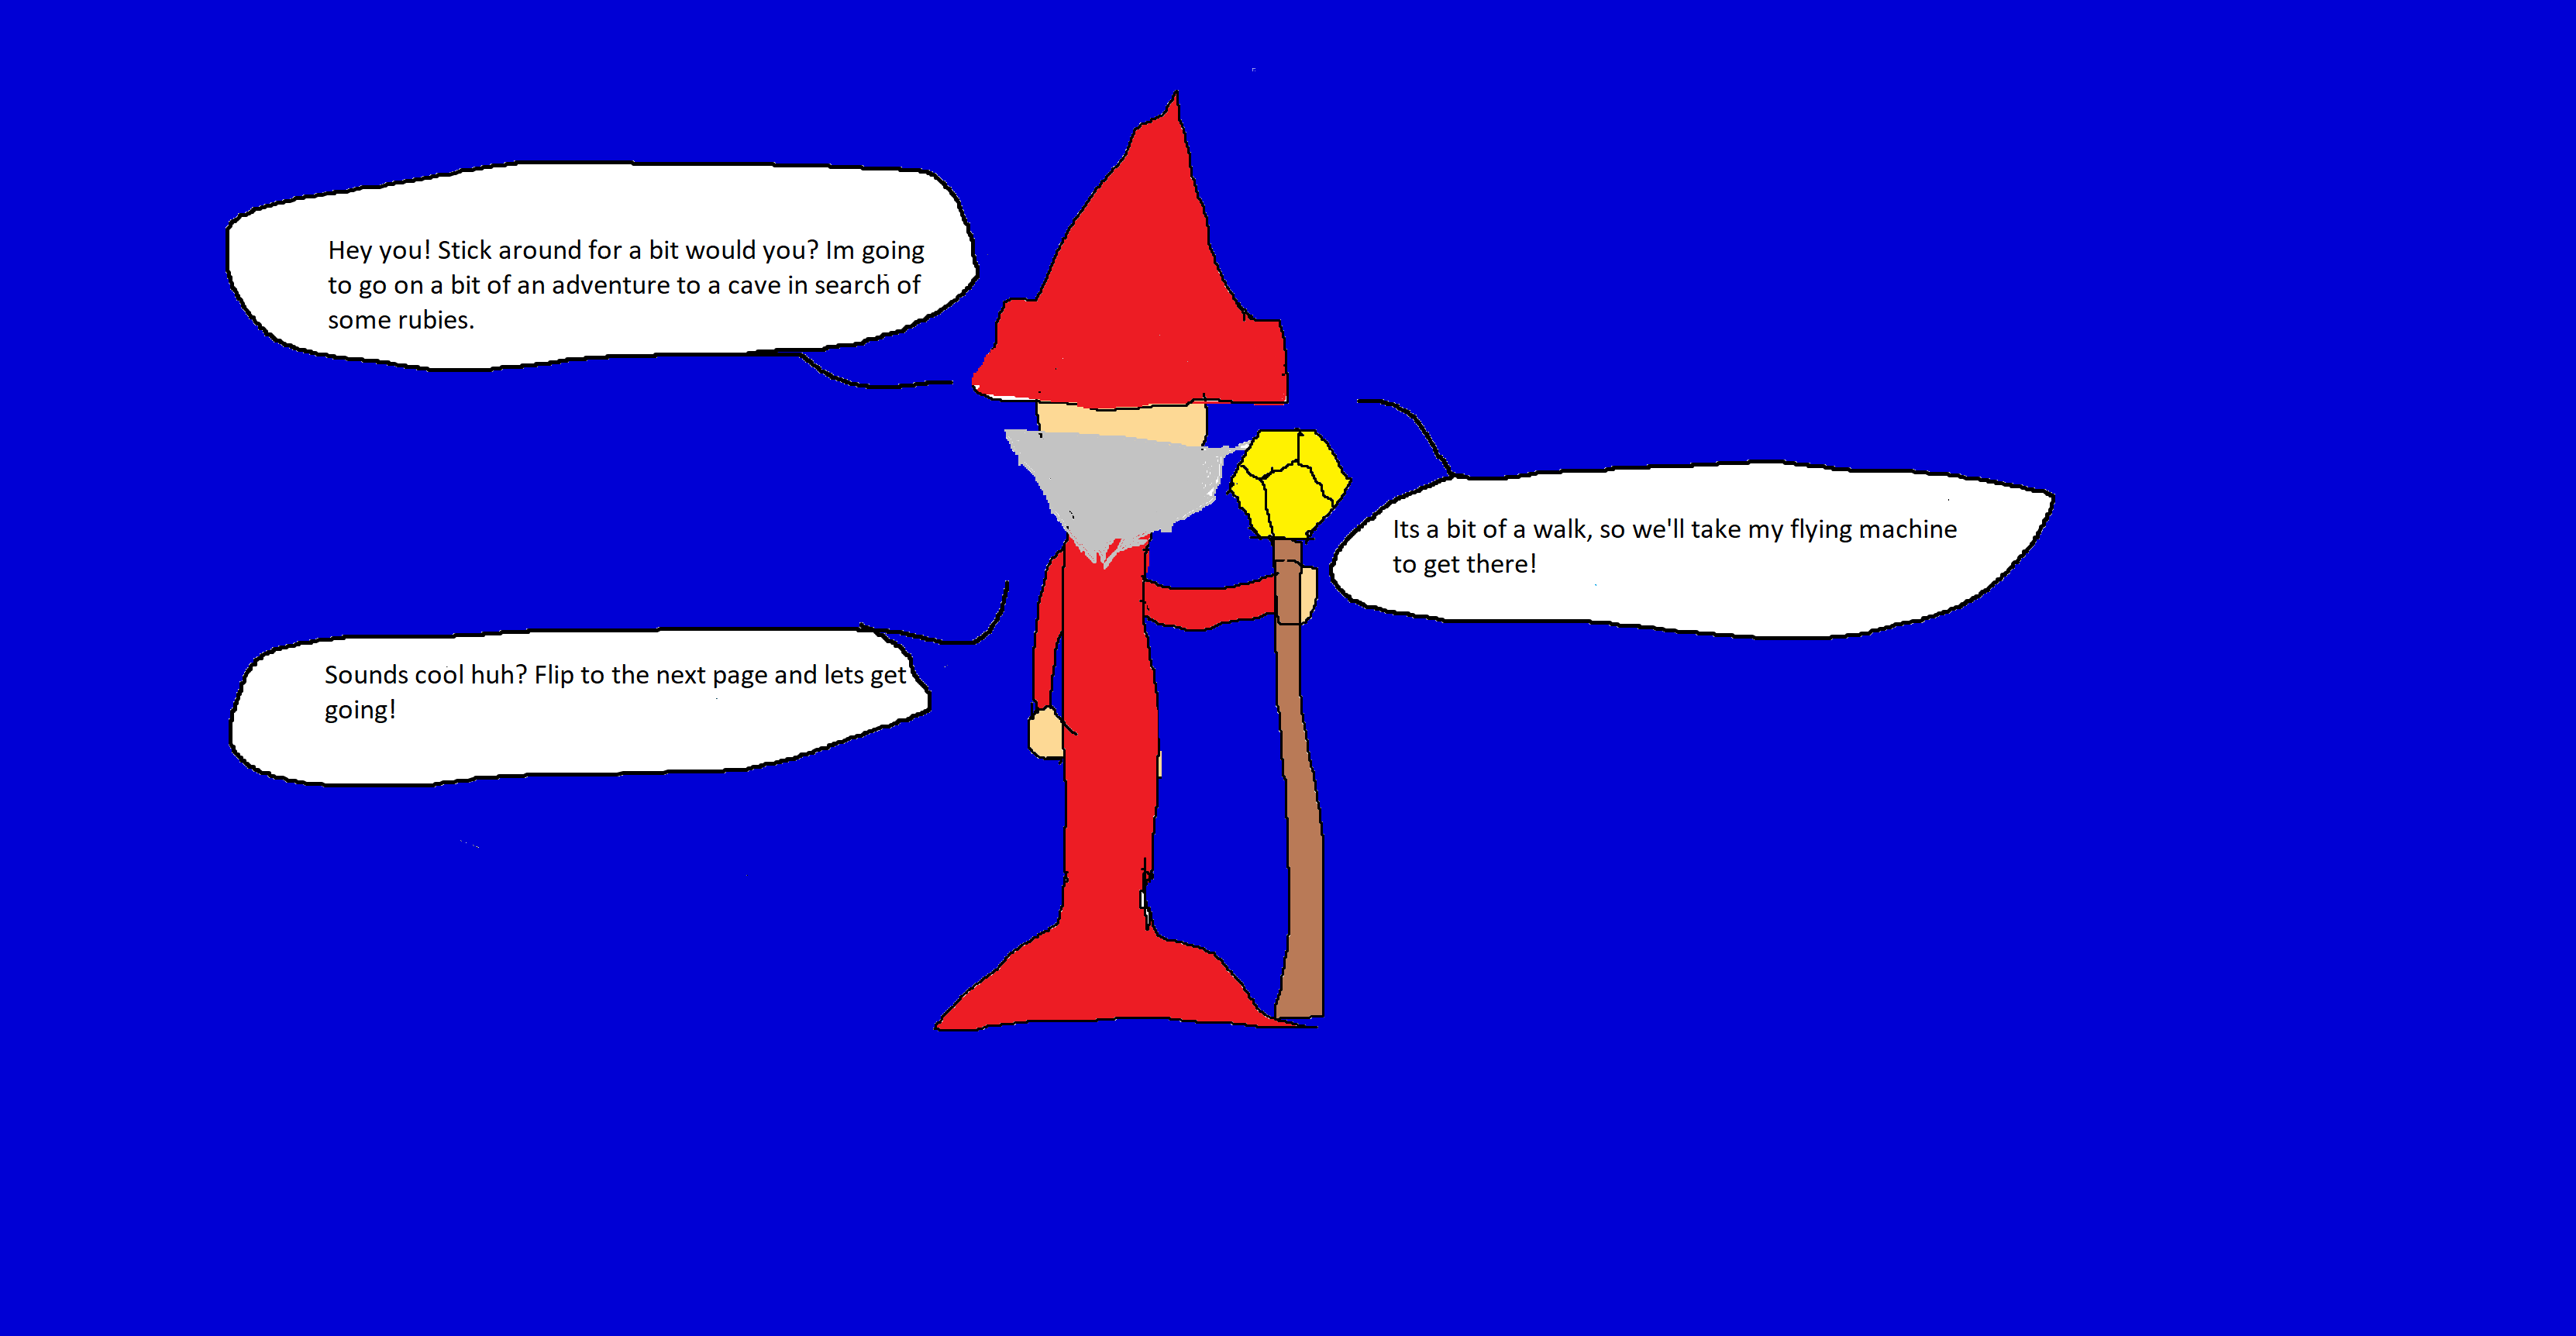 Hey you! Stick around for a bit would you? Im going
to go on a bit of an adventure to a cave in search of
some rubies.
Its a bit of a walk, so we'll take my flying machine
to get there!
Sounds cool huh? Flip to the next page and lets get
going!